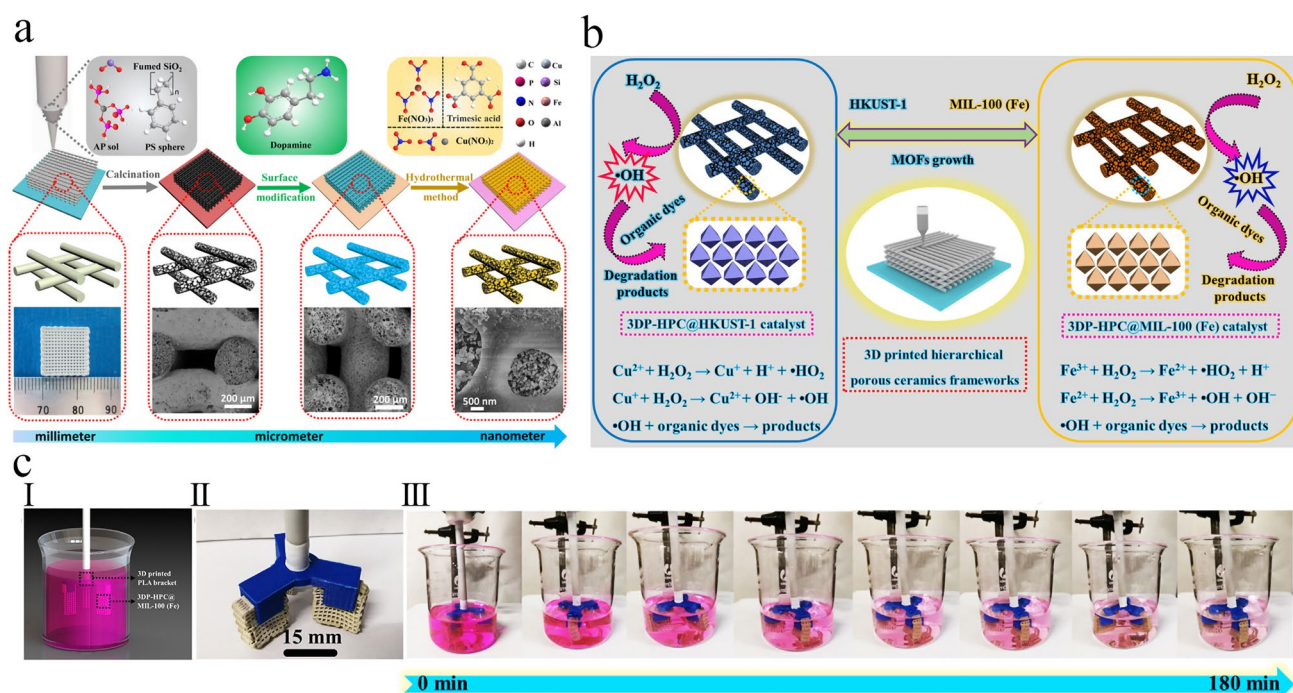 a
Fumed SiO₂
n
AP sol
PS sphere
Dopamine
Fe(NO₃)₃
Trimesic acid
Cu(NO₃)₂
C
Cu
P
Si
N
Fe
O
Al
H
Calcination
Surface
modification
Hydrothermal
method
70 80 90
200 μm
200 μm
500 nm
millimeter
micrometer
nanometer
b
H₂O₂
•OH
Organic dyes
Degradation
products
3DP-HPC@HKUST-1 catalyst
Cu²⁺ + H₂O₂ → Cu⁺ + H⁺ + •HO₂
Cu⁺ + H₂O₂ → Cu²⁺ + OH⁻ + •OH
•OH + organic dyes → products
HKUST-1
MIL-100 (Fe)
MOFs growth
3D printed hierarchical
porous ceramics frameworks
H₂O₂
•OH
Organic dyes
Degradation
products
3DP-HPC@MIL-100 (Fe) catalyst
Fe³⁺ + H₂O₂ → Fe²⁺ + •HO₂ + H⁺
Fe²⁺ + H₂O₂ → Fe³⁺ + •OH + OH⁻
•OH + organic dyes → products
c
I
3D printed
PLA bracket
3DP-HPC@
MIL-100 (Fe)
II
15 mm
III
0 min
180 min